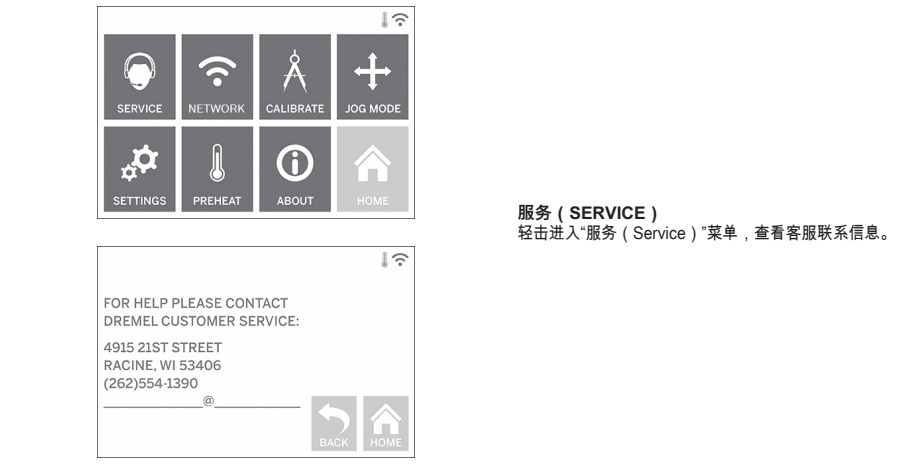 SERVICE NETWORK CALIBRATE JOG MODE
SETTINGS PREHEAT ABOUT HOME
FOR HELP PLEASE CONTACT
DREMEL CUSTOMER SERVICE:
4915 21ST STREET
RACINE, WI 53406
(262)554-1390
@
BACK HOME
服务（SERVICE）
轻击进入“服务（Service）”菜单，查看客服联系信息。